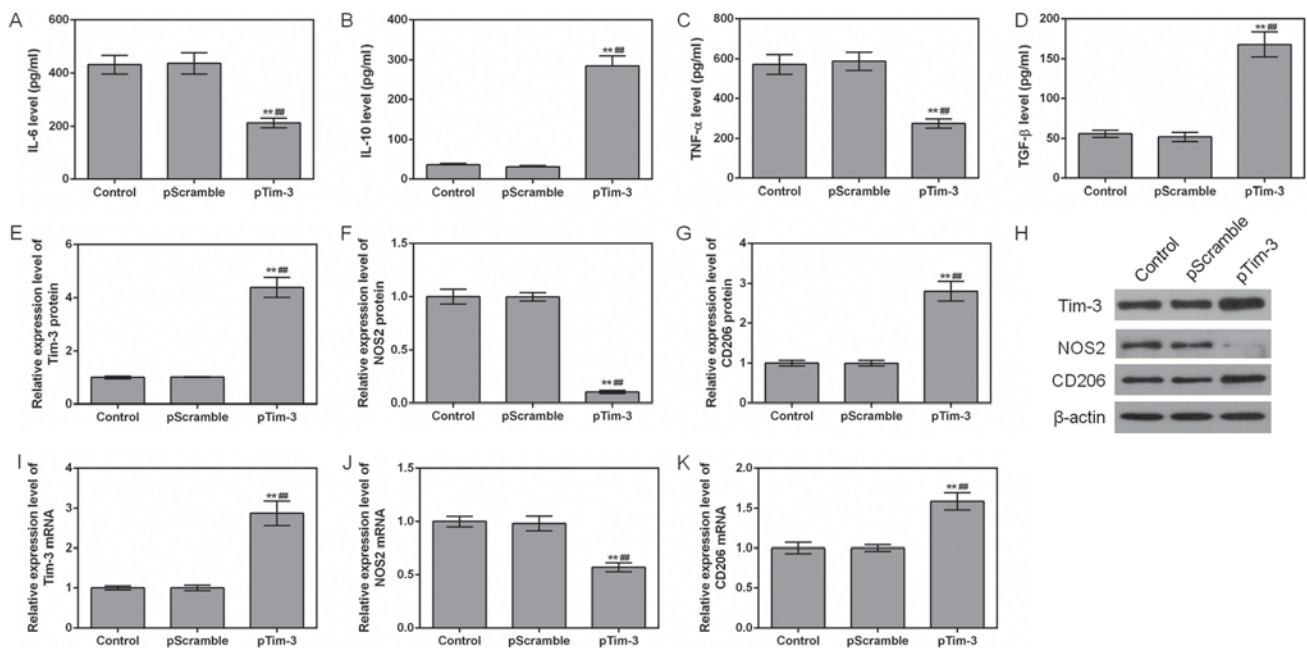 A
IL-6 level (pg/ml)
600
400
200
0
Control pScramble pTim-3
** ##
B
IL-10 level (pg/ml)
400
300
200
100
0
Control pScramble pTim-3
** ##
C
TNF-α level (pg/ml)
800
600
400
200
0
Control pScramble pTim-3
** ##
D
TGF-β level (pg/ml)
200
150
100
50
0
Control pScramble pTim-3
** ##
E
Relative expression level of
Tim-3 protein
6
4
2
0
Control pScramble pTim-3
** ##
F
Relative expression level of
NOS2 protein
1.5
1.0
0.5
0.0
Control pScramble pTim-3
** ##
G
Relative expression level of
CD206 protein
4
3
2
1
0
Control pScramble pTim-3
** ##
H
Control pScramble pTim-3
Tim-3
NOS2
CD206
β-actin
I
Relative expression level of
Tim-3 mRNA
4
3
2
1
0
Control pScramble pTim-3
** ##
J
Relative expression level of
NOS2 mRNA
1.5
1.0
0.5
0.0
Control pScramble pTim-3
** ##
K
Relative expression level of
CD206 mRNA
2.0
1.5
1.0
0.5
0.0
Control pScramble pTim-3
** ##